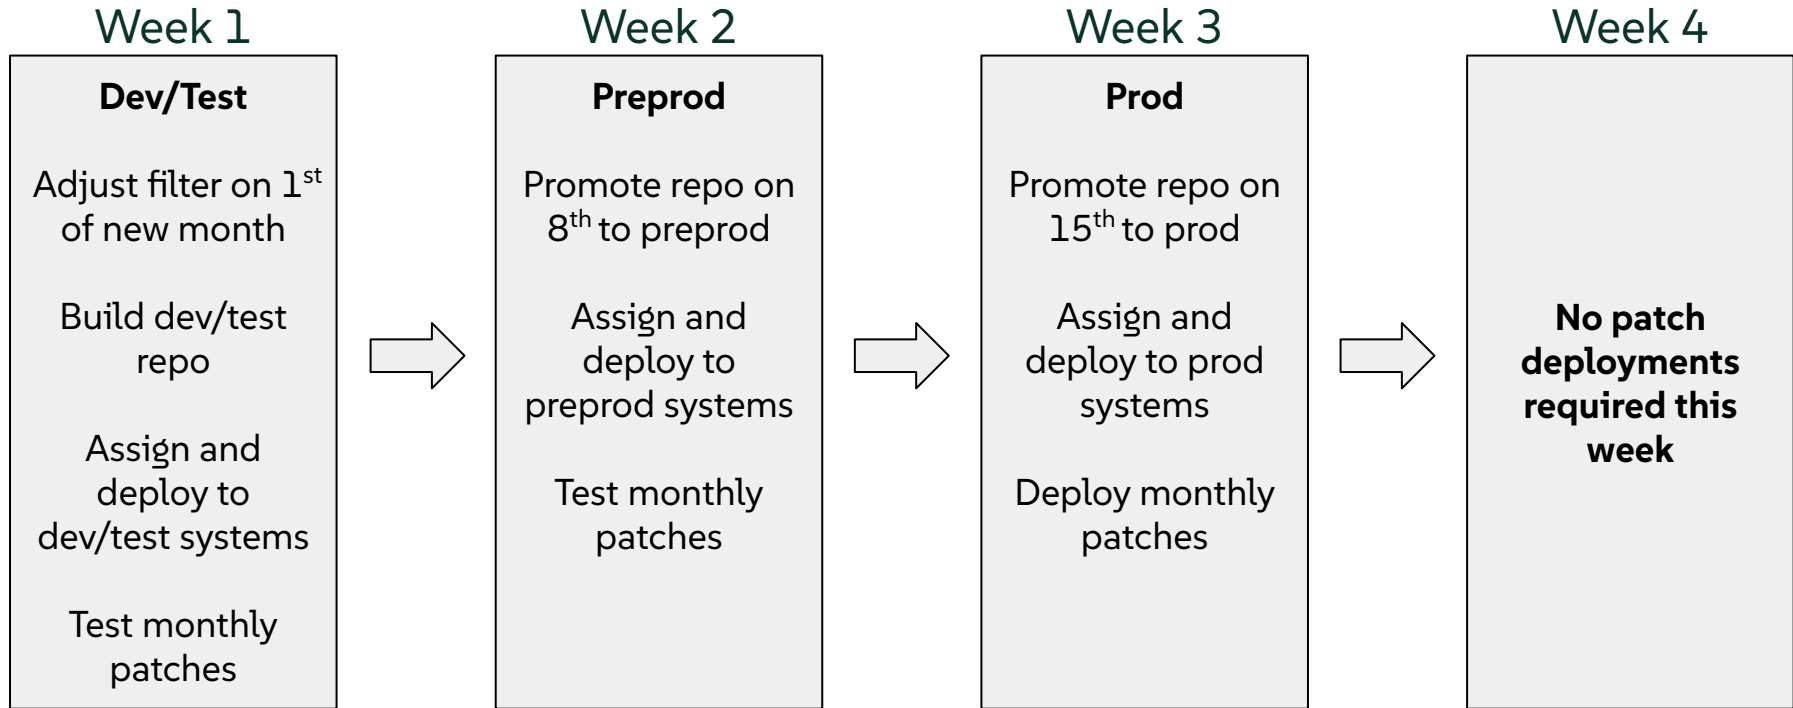 Week 1
Dev/Test
Adjust filter on 1st
of new month
Build dev/test
repo
Assign and
deploy to
dev/test systems
Test monthly
patches
Week 2
Preprod
Promote repo on
8th to preprod
Assign and
deploy to
preprod systems
Test monthly
patches
Week 3
Prod
Promote repo on
15th to prod
Assign and
deploy to prod
systems
Deploy monthly
patches
Week 4
No patch
deployments
required this
week